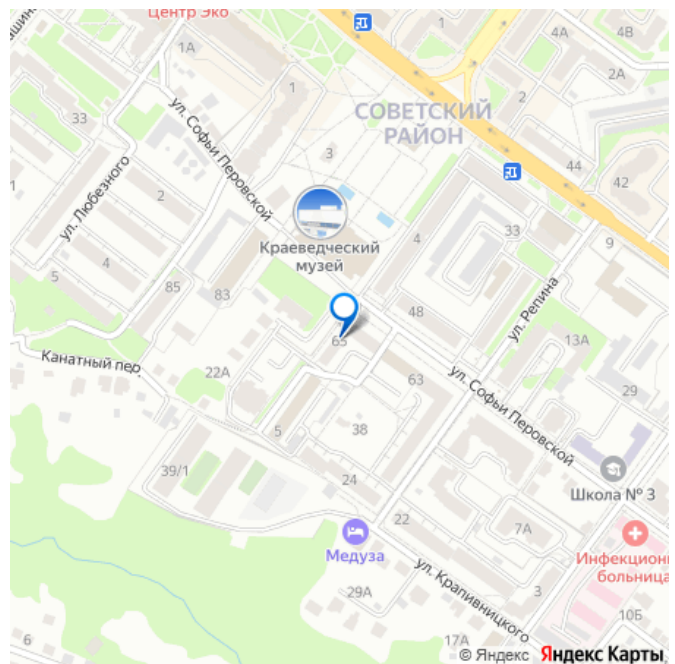 Центр Эко
1А
1
4А
4В
2А
33
ул. Софьи Перовской
1
СОВЕТСКИЙ
РАЙОН
2
3
44
42
ул. Любезного
2
1
4
Краеведческий
музей
4
33
9
5
85
83
48
ул. Репина
13А
65
Канатный пер.
22А
63
ул. Софьи Перовской
29
5
38
39/1
24
Школа № 3
22
7А
Медуза
Инфекцион
больница
ул. Крапивницкого
29А
3
10Б
6
17А
© Яндекс Яндекс Карты